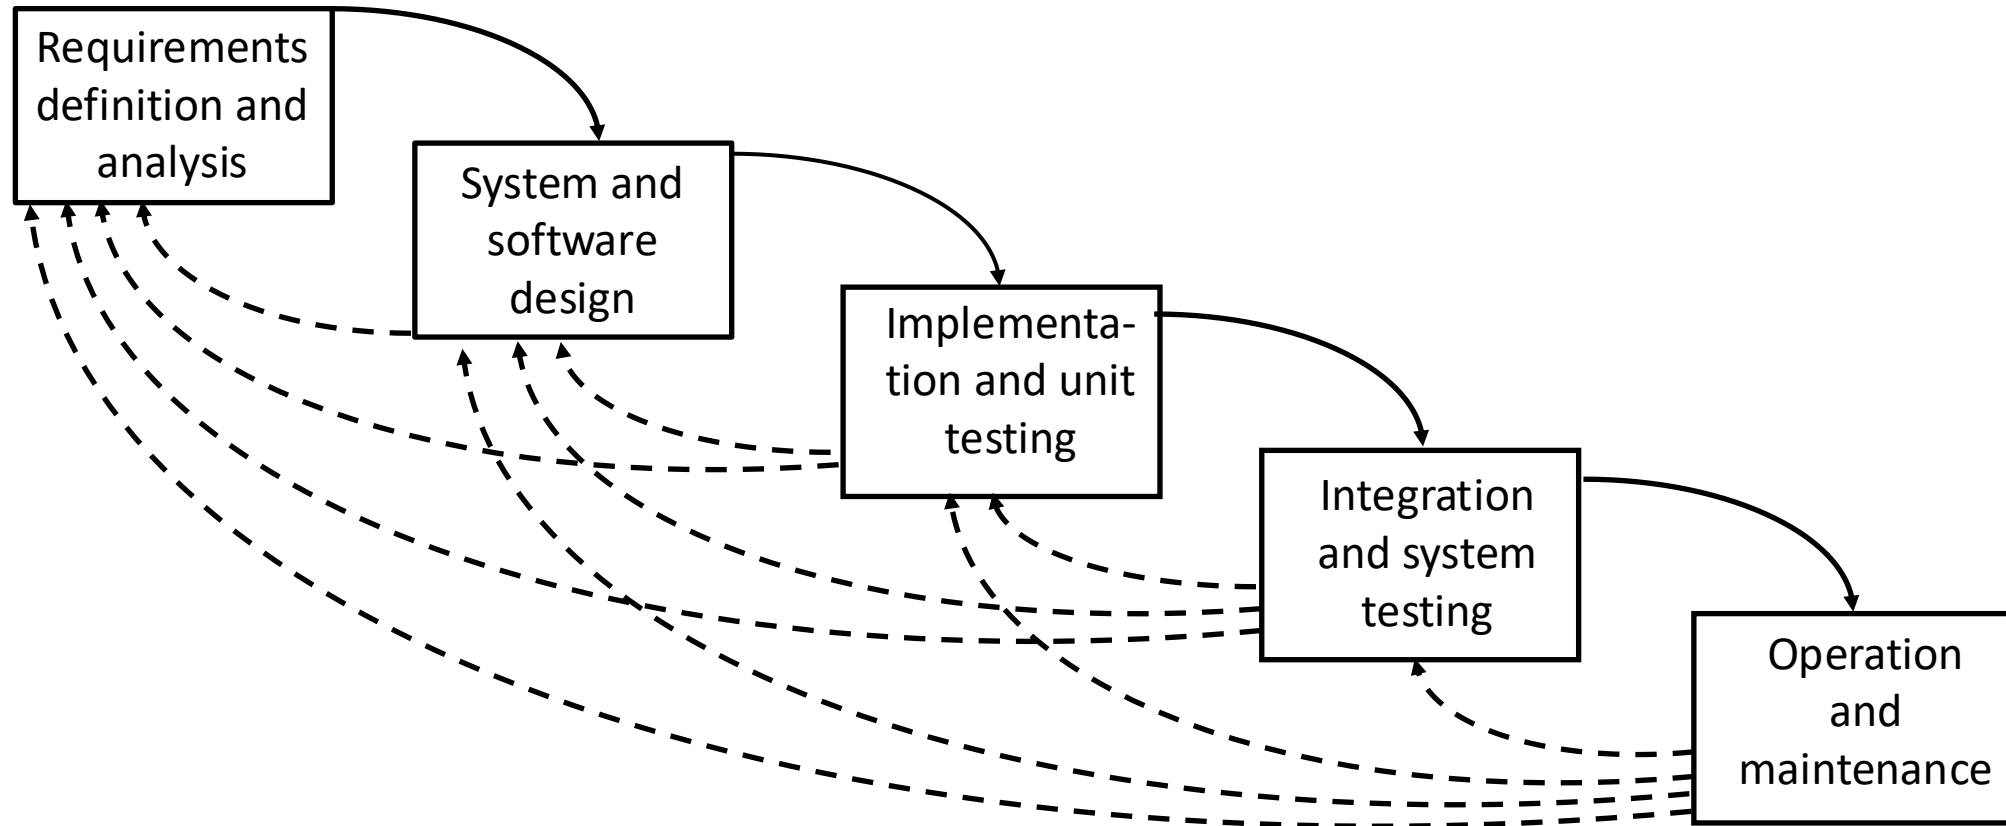 Requirements
definition and
analysis
System and
software
design
Implementa-
tion and unit
testing
Integration
and system
testing
Operation
and
maintenance